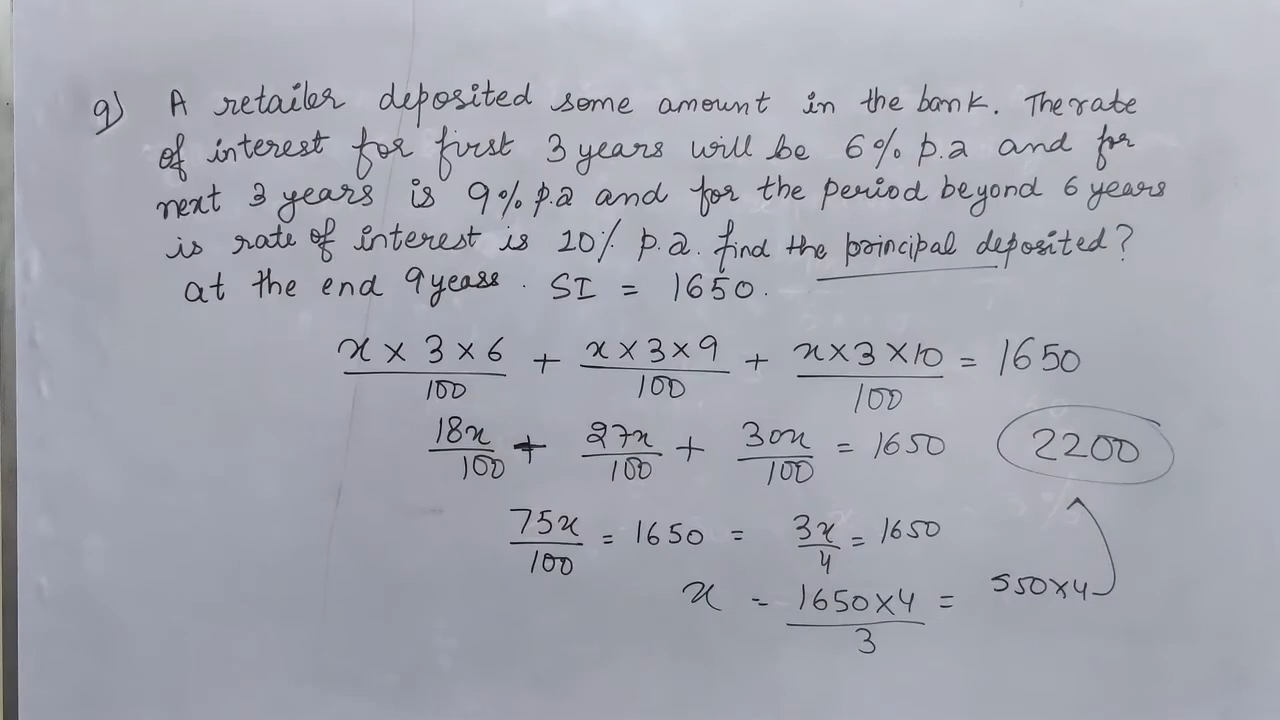 q) A retailer deposited some amount in the bank. The rate
of interest for first 3 years will be 6% p.a and for
next 3 years is 9% p.a and for the period beyond 6 years
is rate of interest is 10% p.a. find the principal deposited?
at the end 9 years. SI = 1650.
x × 3 × 6 / 100 + x × 3 × 9 / 100 + x × 3 × 10 / 100 = 1650
18x / 100 + 27x / 100 + 30x / 100 = 1650 2200
75x / 100 = 1650 = 3x / 4 = 1650
x = 1650 × 4 / 3 = 550×4